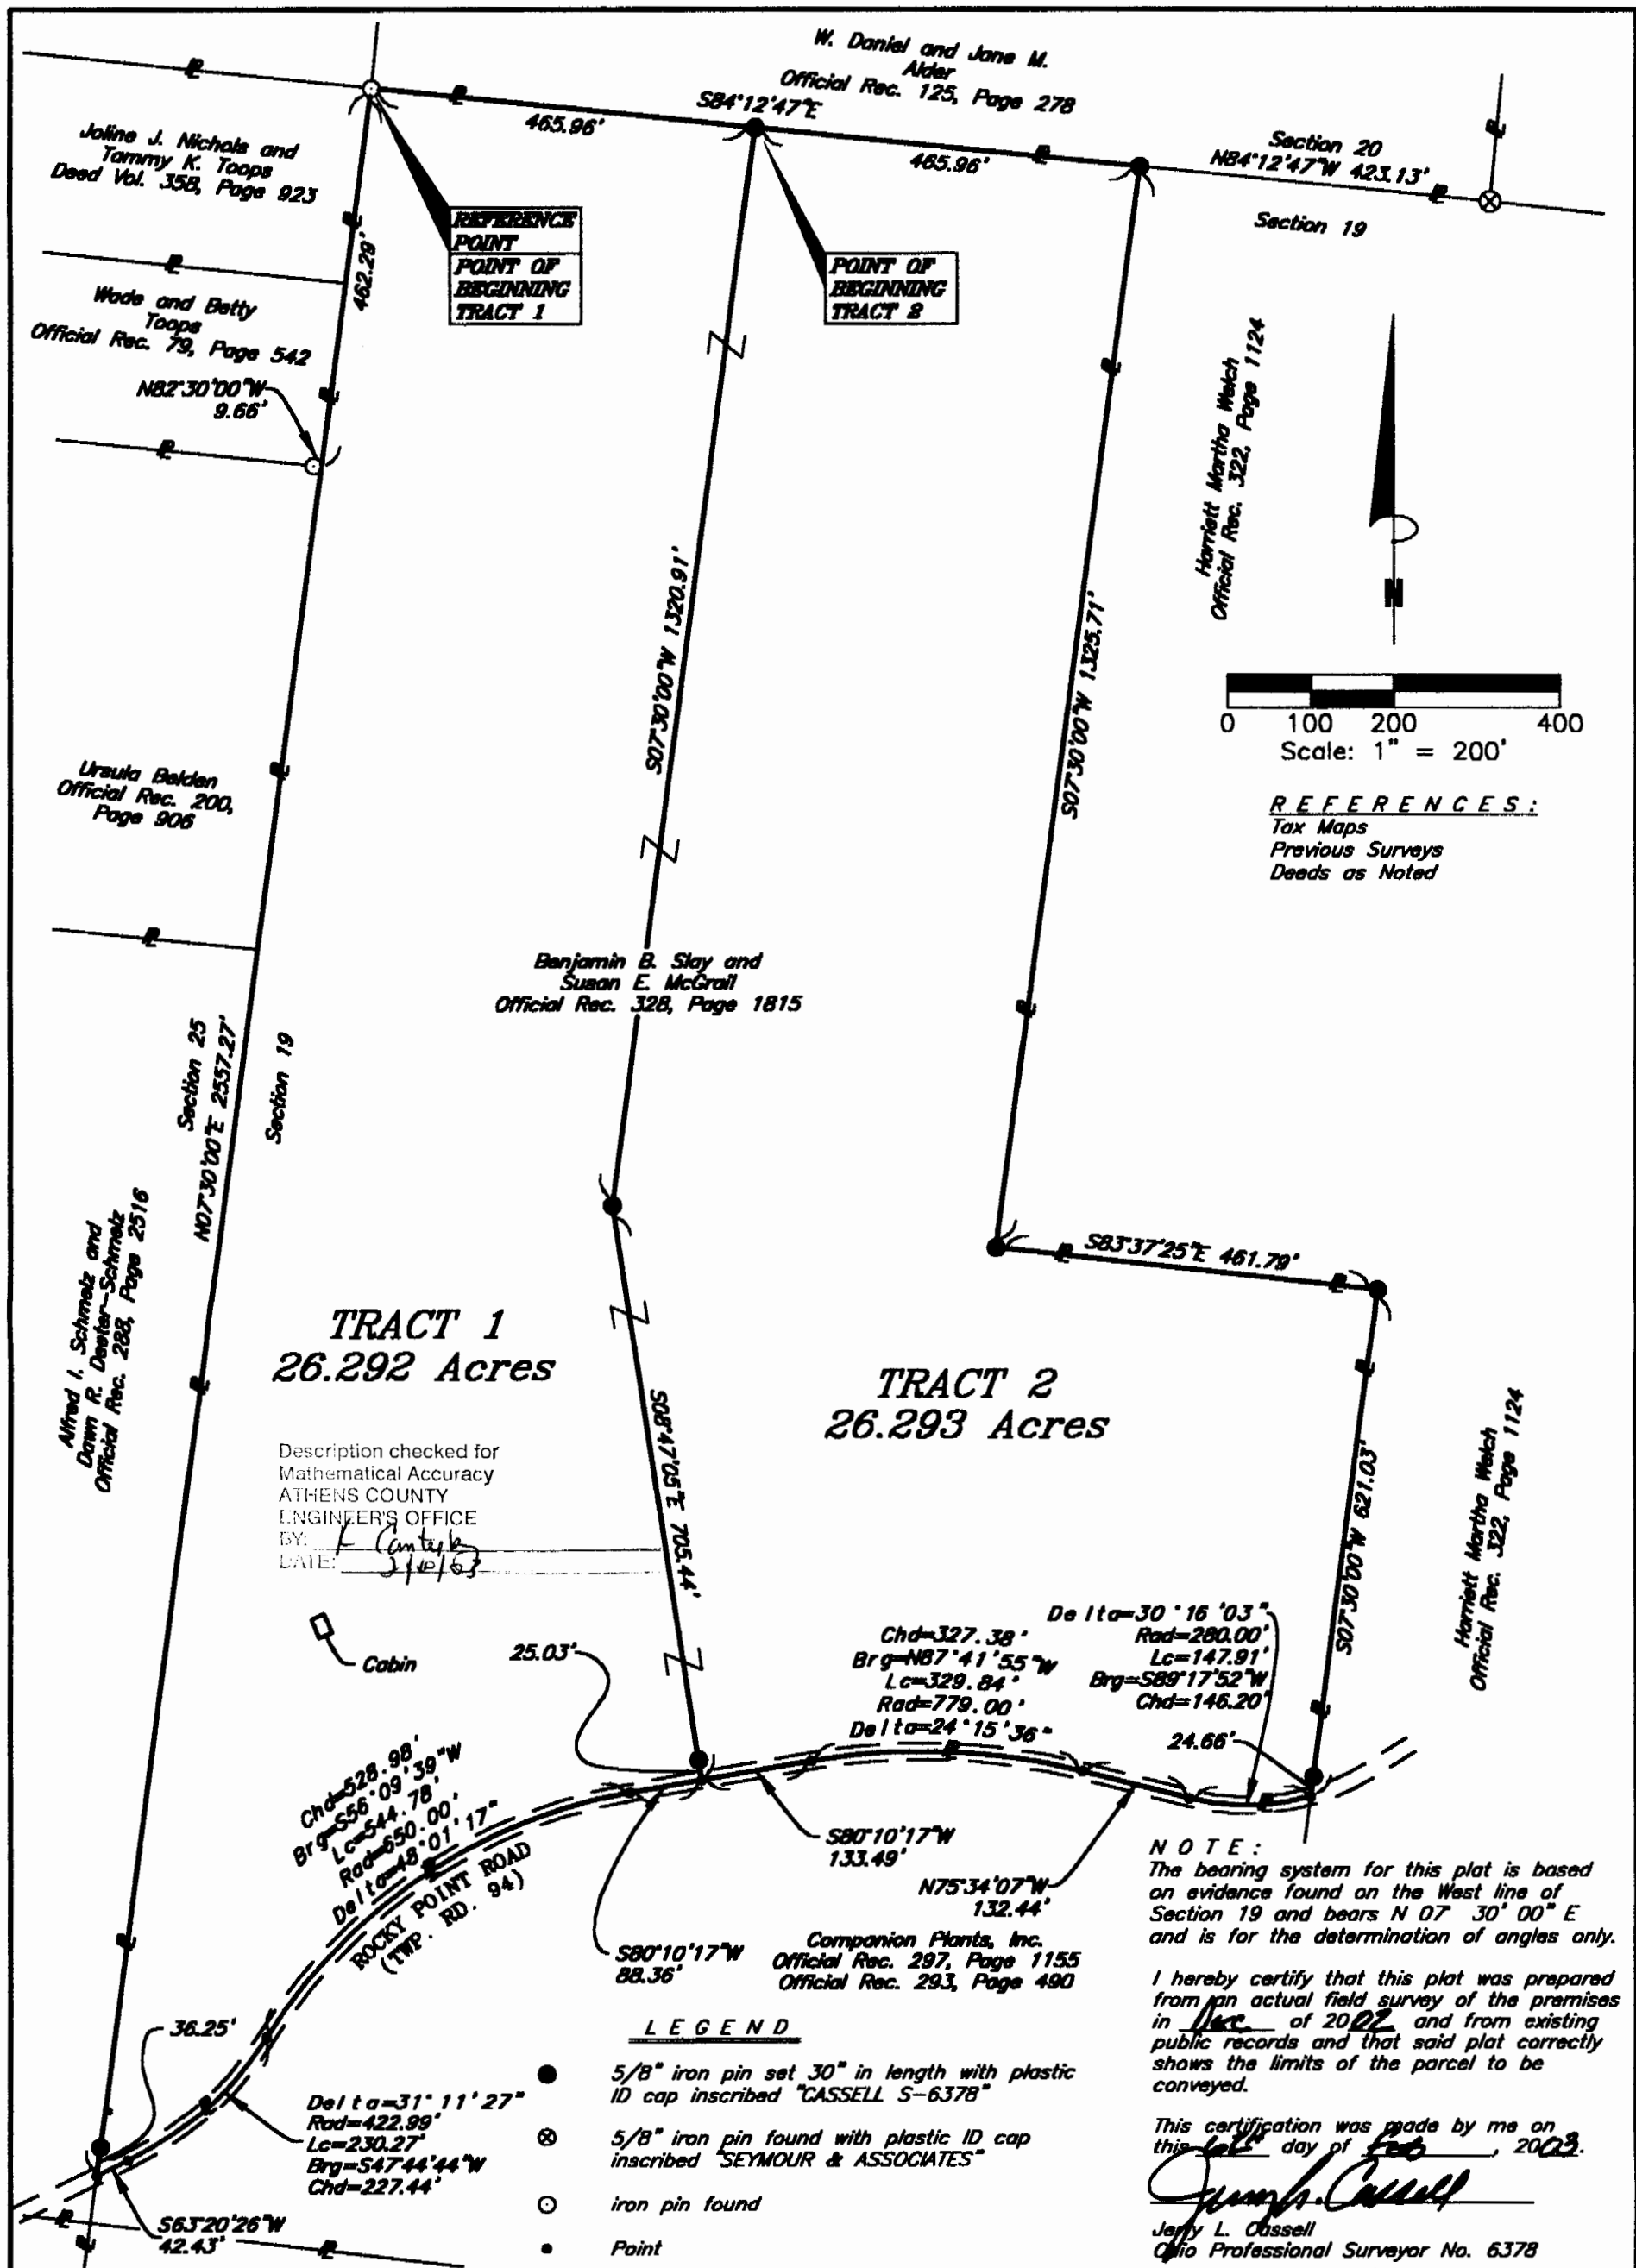 W. Daniel and Jane M.
Alder
Official Rec. 125, Page 278
S84°12'47"E
465.96'
465.96'
Section 20
N84°12'47"W 423.13'
Section 19
Joline J. Nichols and
Tammy K. Toops
Deed Vol. 358, Page 923
REFERENCE
POINT
POINT OF
BEGINNING
TRACT 1
POINT OF
BEGINNING
TRACT 2
462.29'
Wade and Betty
Toops
Official Rec. 79, Page 542
N82°30'00"W
9.66'
Harriett Martha Welch
Official Rec. 322, Page 1124
N
S07°30'00"W 1320.91'
S07°30'00"W 1325.71'
0 100 200 400
Scale: 1" = 200'
REFERENCES:
Tax Maps
Previous Surveys
Deeds as Noted
Ursula Belden
Official Rec. 200,
Page 906
Benjamin B. Slay and
Susan E. McGrail
Official Rec. 328, Page 1815
Section 25
N07°30'00"E 2557.27'
Section 19
Alfred I. Schmelz and
Dawn R. Deeter-Schmelz
Official Rec. 288, Page 2516
S83°37'25"E 461.79'
TRACT 1
26.292 Acres
TRACT 2
26.293 Acres
S08°47'05"E 705.44'
S07°30'00"W 621.03'
Harriett Martha Welch
Official Rec. 322, Page 1124
Description checked for
Mathematical Accuracy
ATHENS COUNTY
ENGINEER'S OFFICE
BY:
DATE:
Cabin
25.03'
Chd=327.38'
Brg=N87°41'55"W
Lc=329.84'
Rad=779.00'
Delta=24°15'36"
Delta=30°16'03"
Rad=280.00'
Lc=147.91'
Brg=S89°17'52"W
Chd=146.20'
24.66'
Chd=528.98'
Brg=S56°09'39"W
Lc=544.78'
Rad=650.00'
Delta=48°01'17"
ROCKY POINT ROAD
(TWP. RD. 94)
S80°10'17"W
133.49'
N75°34'07"W
132.44'
S80°10'17"W
88.36'
Companion Plants, Inc.
Official Rec. 297, Page 1155
Official Rec. 293, Page 490
36.25'
Delta=31°11'27"
Rad=422.99'
Lc=230.27'
Brg=S47°44'44"W
Chd=227.44'
S63°20'26"W
42.43'
LEGEND
5/8" iron pin set 30" in length with plastic
ID cap inscribed "CASSELL S-6378"
5/8" iron pin found with plastic ID cap
inscribed "SEYMOUR & ASSOCIATES"
iron pin found
Point
NOTE:
The bearing system for this plat is based
on evidence found on the West line of
Section 19 and bears N 07° 30' 00" E
and is for the determination of angles only.
I hereby certify that this plat was prepared
from an actual field survey of the premises
in Dec of 2002 and from existing
public records and that said plat correctly
shows the limits of the parcel to be
conveyed.
This certification was made by me on
this day of Feb, 2003.
Jerry L. Cassell
Jerry L. Cassell
Ohio Professional Surveyor No. 6378